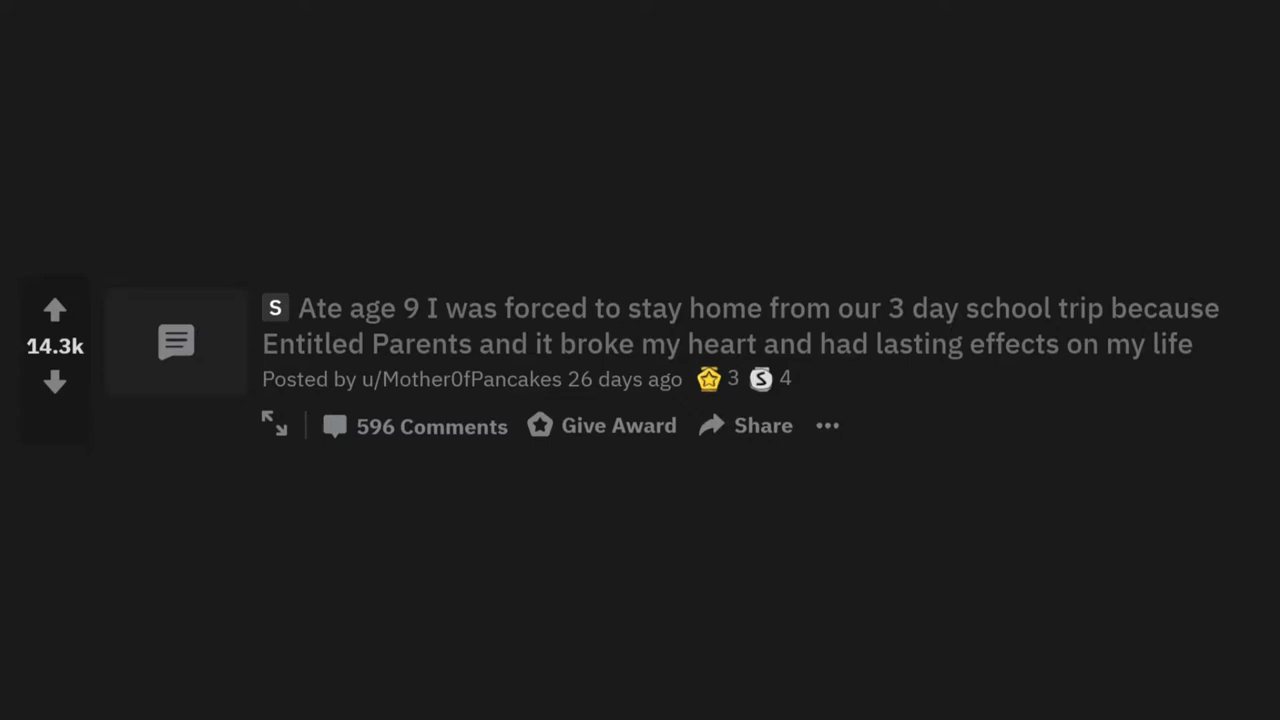 S Ate age 9 I was forced to stay home from our 3 day school trip because
14.3k
Entitled Parents and it broke my heart and had lasting effects on my life
Posted by u/Mother0fPancakes 26 days ago 3 S 4
596 Comments Give Award Share